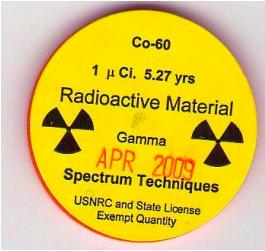 Co-60
1 μ Ci. 5.27 yrs
Radioactive Material
Gamma
APR 2009
Spectrum Techniques
USNRC and State License
Exempt Quantity